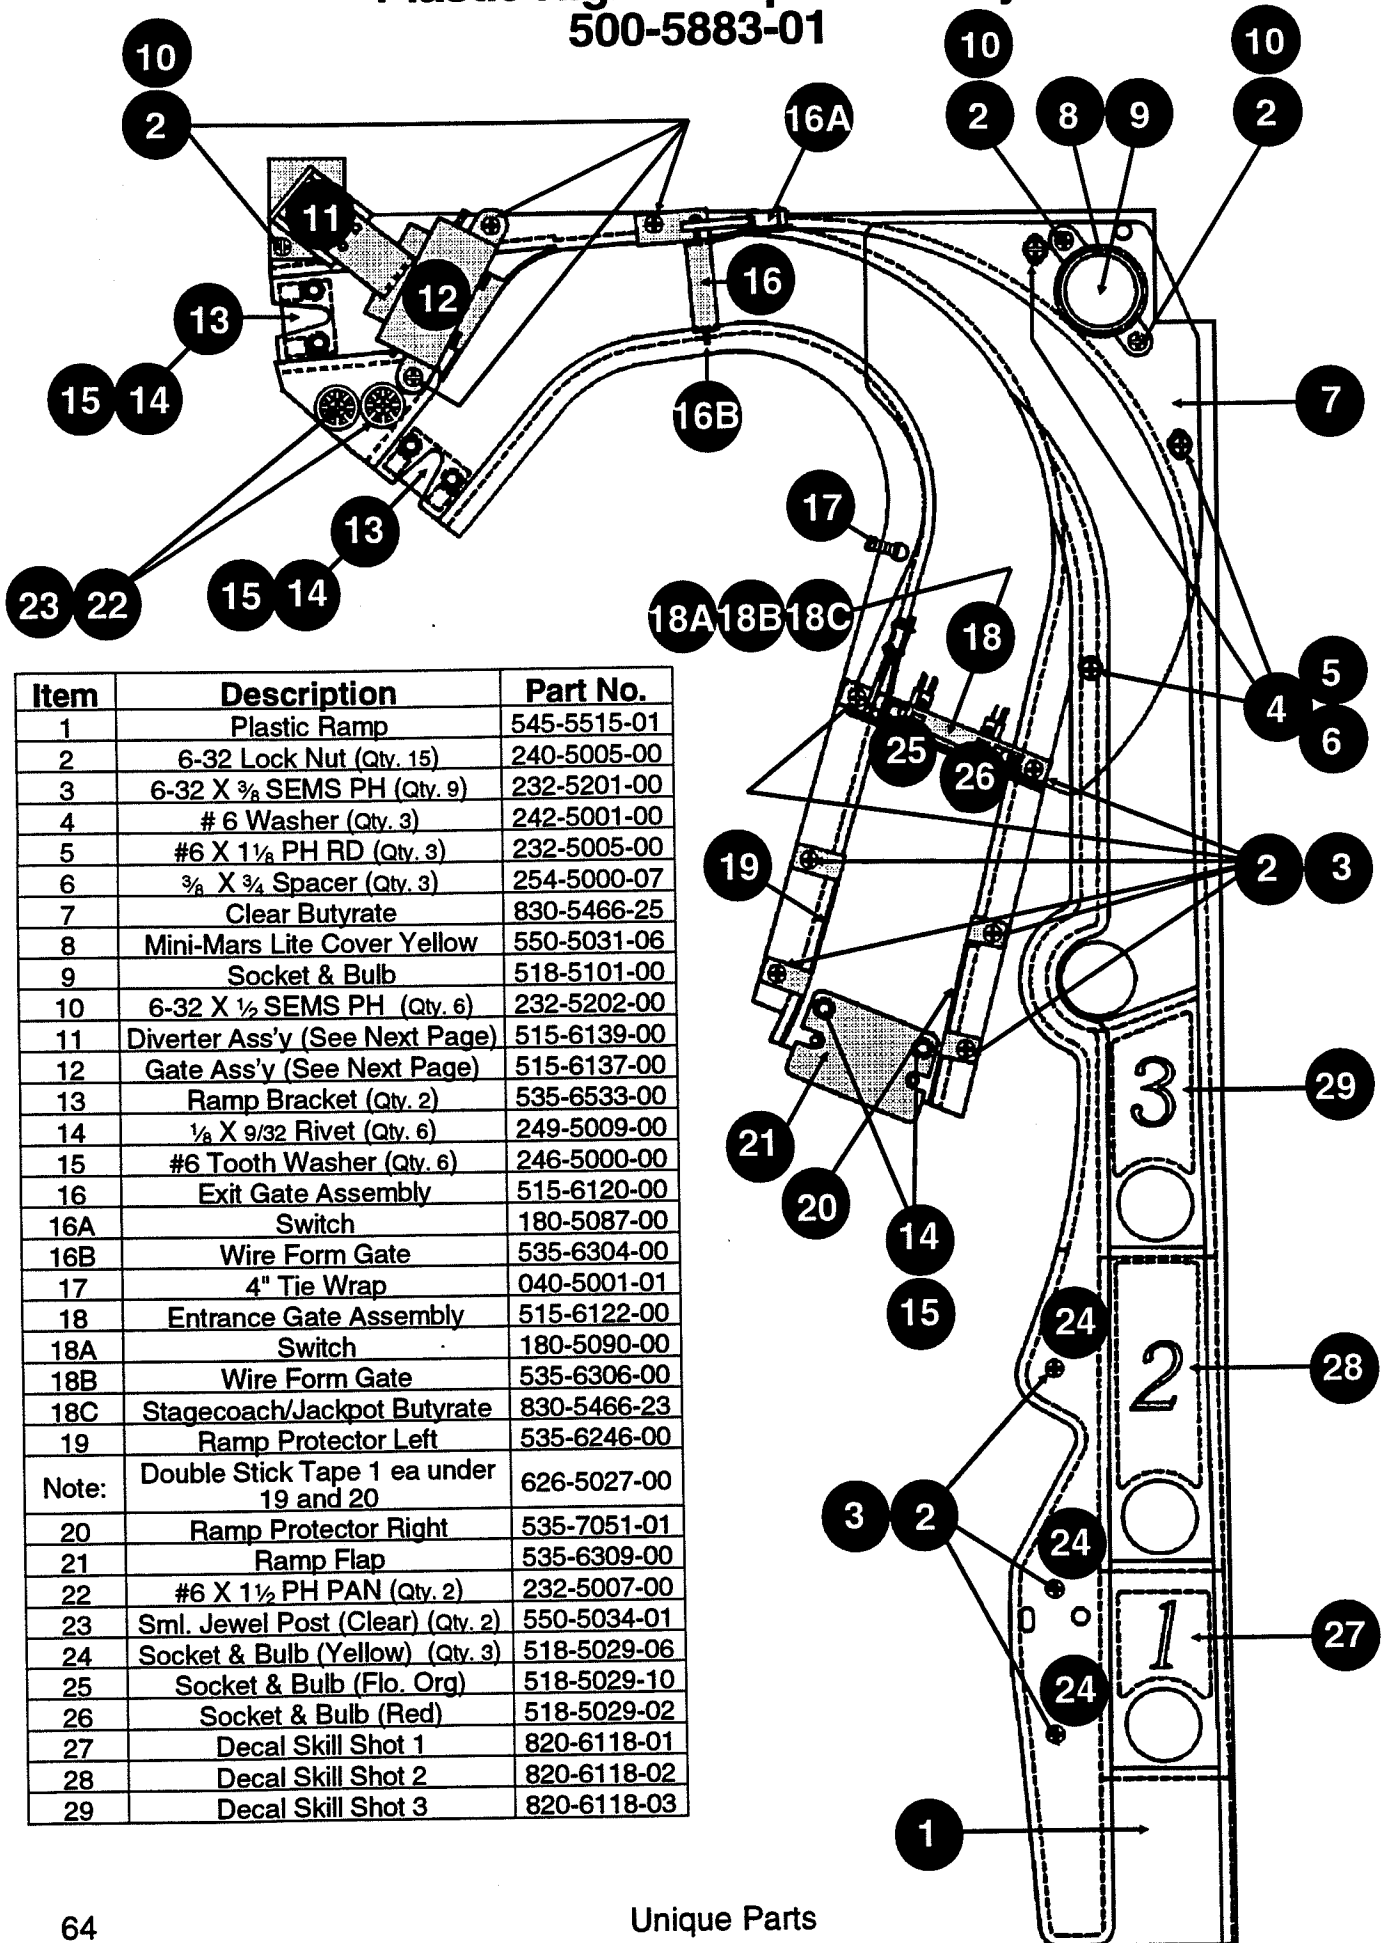 500-5883-01
10
10
10
2
16A
2
8
9
2
11
12
16
13
15 14
16B
7
17
13
23 22
15 14
18A 18B 18C
18
5
4
6
25
26
19
2 3
3
29
21
20
14
15
24
2
28
3 2
24
1
27
24
1
Item Description Part No.
1 Plastic Ramp 545-5515-01
2 6-32 Lock Nut (Qty. 15) 240-5005-00
3 6-32 X ⅜ SEMS PH (Qty. 9) 232-5201-00
4 # 6 Washer (Qty. 3) 242-5001-00
5 #6 X 1⅛ PH RD (Qty. 3) 232-5005-00
6 ⅜ X ¾ Spacer (Qty. 3) 254-5000-07
7 Clear Butyrate 830-5466-25
8 Mini-Mars Lite Cover Yellow 550-5031-06
9 Socket & Bulb 518-5101-00
10 6-32 X ½ SEMS PH (Qty. 6) 232-5202-00
11 Diverter Ass'y (See Next Page) 515-6139-00
12 Gate Ass'y (See Next Page) 515-6137-00
13 Ramp Bracket (Qty. 2) 535-6533-00
14 ⅛ X 9/32 Rivet (Qty. 6) 249-5009-00
15 #6 Tooth Washer (Qty. 6) 246-5000-00
16 Exit Gate Assembly 515-6120-00
16A Switch 180-5087-00
16B Wire Form Gate 535-6304-00
17 4" Tie Wrap 040-5001-01
18 Entrance Gate Assembly 515-6122-00
18A Switch 180-5090-00
18B Wire Form Gate 535-6306-00
18C Stagecoach/Jackpot Butyrate 830-5466-23
19 Ramp Protector Left 535-6246-00
Note: Double Stick Tape 1 ea under 19 and 20 626-5027-00
20 Ramp Protector Right 535-7051-01
21 Ramp Flap 535-6309-00
22 #6 X 1½ PH PAN (Qty. 2) 232-5007-00
23 Sml. Jewel Post (Clear) (Qty. 2) 550-5034-01
24 Socket & Bulb (Yellow) (Qty. 3) 518-5029-06
25 Socket & Bulb (Flo. Org) 518-5029-10
26 Socket & Bulb (Red) 518-5029-02
27 Decal Skill Shot 1 820-6118-01
28 Decal Skill Shot 2 820-6118-02
29 Decal Skill Shot 3 820-6118-03
64
Unique Parts